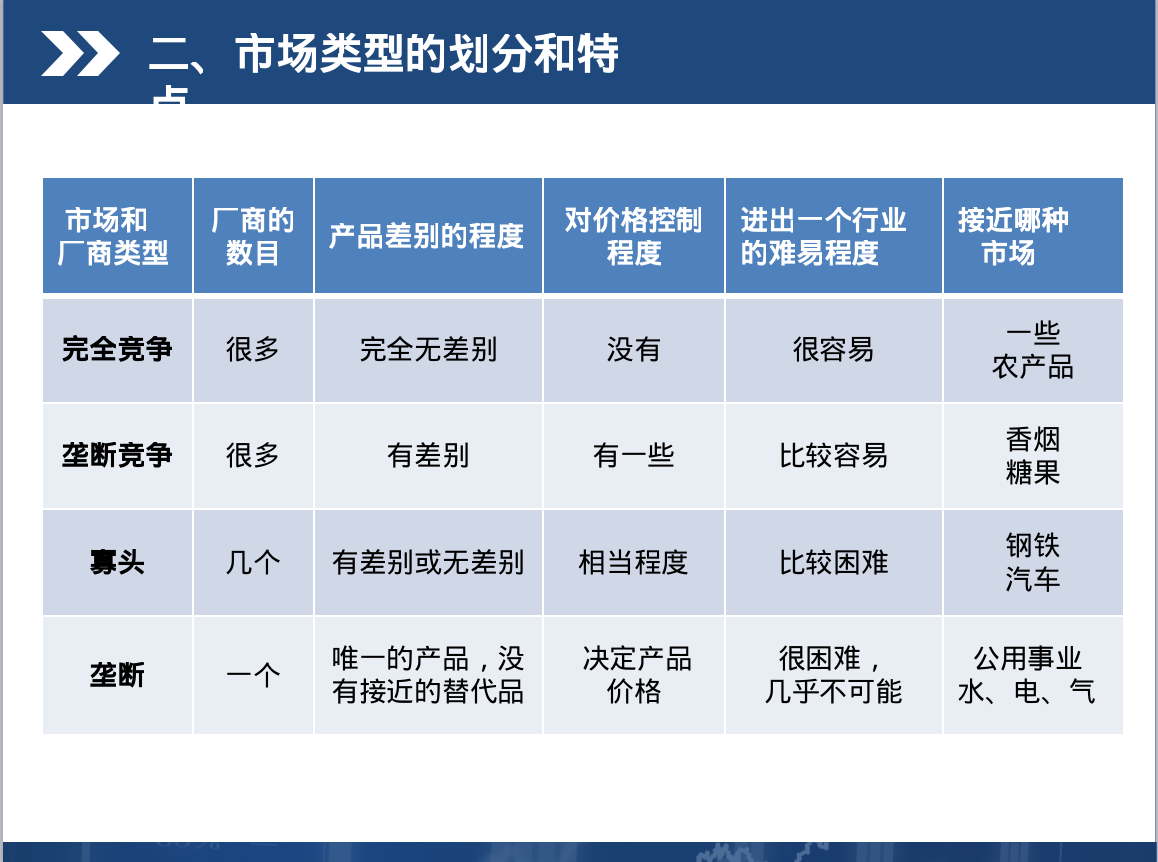 二、市场类型的划分和特
点
市场和
厂商类型
厂商的
数目
产品差别的程度
对价格控制
程度
进出一个行业
的难易程度
接近哪种
市场
完全竞争
很多
完全无差别
没有
很容易
一些
农产品
垄断竞争
很多
有差别
有一些
比较容易
香烟
糖果
寡头
几个
有差别或无差别
相当程度
比较困难
钢铁
汽车
垄断
一个
唯一的产品，没
有接近的替代品
决定产品
价格
很困难，
几乎不可能
公用事业
水、电、气